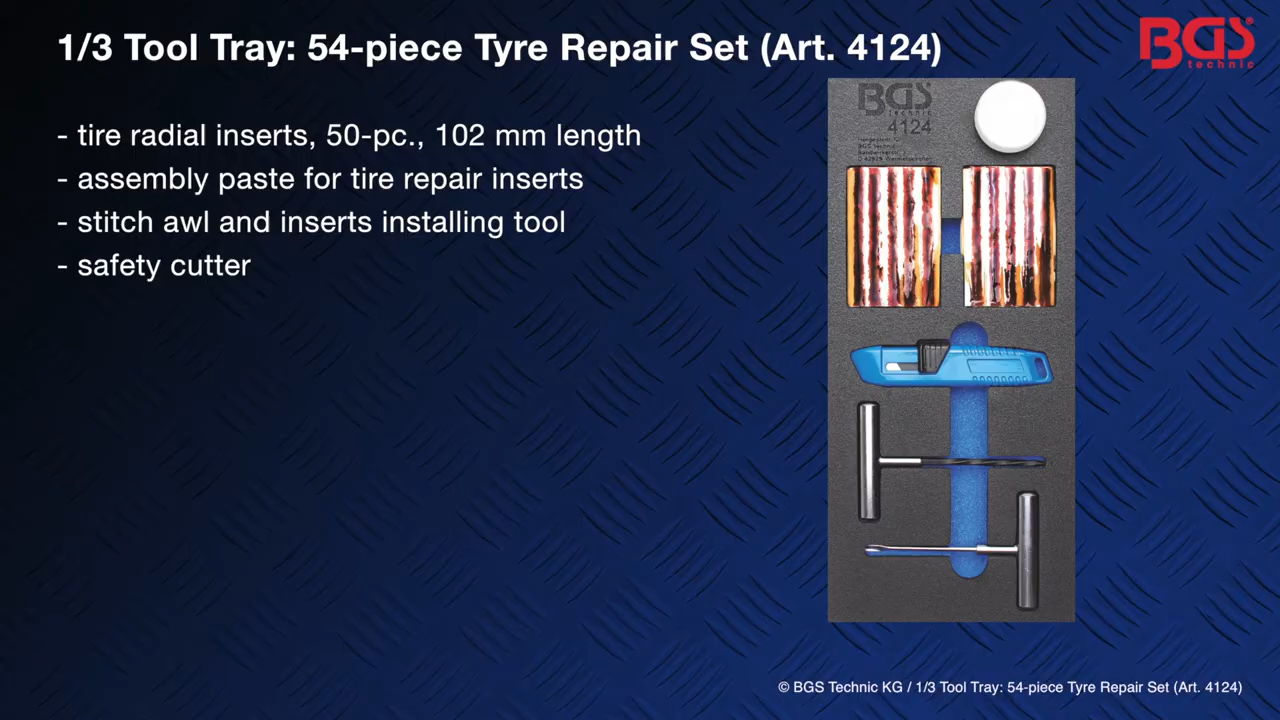 1/3 Tool Tray: 54-piece Tyre Repair Set (Art. 4124)
BGS®
technic
- tire radial inserts, 50-pc., 102 mm length
- assembly paste for tire repair inserts
- stitch awl and inserts installing tool
- safety cutter
BGS
technic
4124
BGS Technic
© BGS Technic KG / 1/3 Tool Tray: 54-piece Tyre Repair Set (Art. 4124)